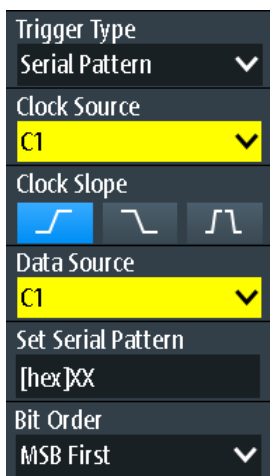 Trigger Type
Serial Pattern
Clock Source
C1
Clock Slope
Data Source
C1
Set Serial Pattern
[hex]XX
Bit Order
MSB First